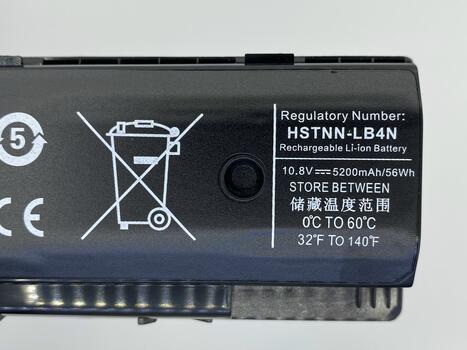 5
CE
Regulatory Number:
HSTNN-LB4N
Rechargeable Li-ion Battery
10.8V⎓5200mAh/56Wh
STORE BETWEEN
储藏温度范围
0℃ TO 60℃
32°F TO 140°F